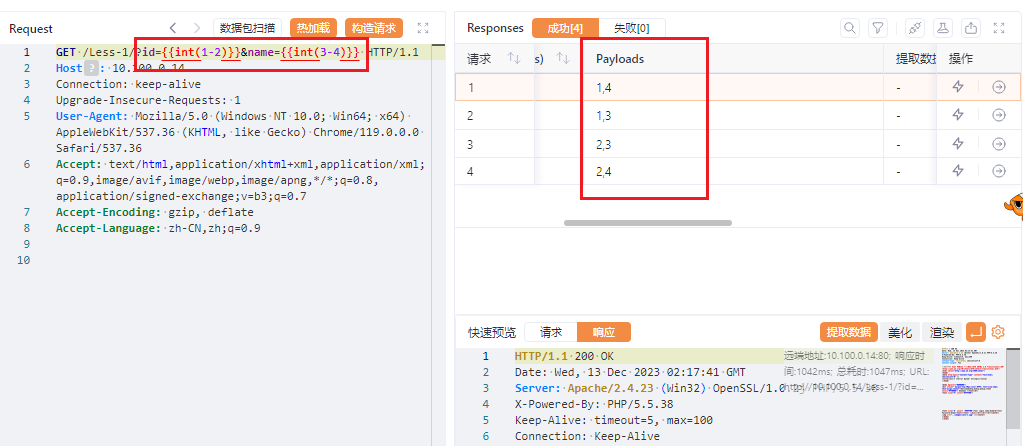 Request
数据包扫描
热加载
构造请求
1 GET /Less-1/?id={{int(1-2)}}&name={{int(3-4)}} HTTP/1.1
2 Host ? : 10.100.0.14
3 Connection: keep-alive
4 Upgrade-Insecure-Requests: 1
5 User-Agent: Mozilla/5.0 (Windows NT 10.0; Win64; x64)
AppleWebKit/537.36 (KHTML, like Gecko) Chrome/119.0.0.0
Safari/537.36
6 Accept: text/html,application/xhtml+xml,application/xml;
q=0.9,image/avif,image/webp,image/apng,*/*;q=0.8,
application/signed-exchange;v=b3;q=0.7
7 Accept-Encoding: gzip, deflate
8 Accept-Language: zh-CN,zh;q=0.9
9
10
Responses 成功[4] 失败[0]
请求 s) Payloads 提取数据 操作
1 1,4 -
2 1,3 -
3 2,3 -
4 2,4 -
快速预览 请求 响应 提取数据 美化 渲染
1 HTTP/1.1 200 OK
2 Date: Wed, 13 Dec 2023 02:17:41 GMT
3 Server: Apache/2.4.23 (Win32) OpenSSL/1.0
4 X-Powered-By: PHP/5.5.38
5 Keep-Alive: timeout=5, max=100
6 Connection: Keep-Alive
远端地址:10.100.0.14:80; 响应时
间:1042ms; 总耗时:1047ms; URL:
http://10.100.0.14/Less-1/?id=...